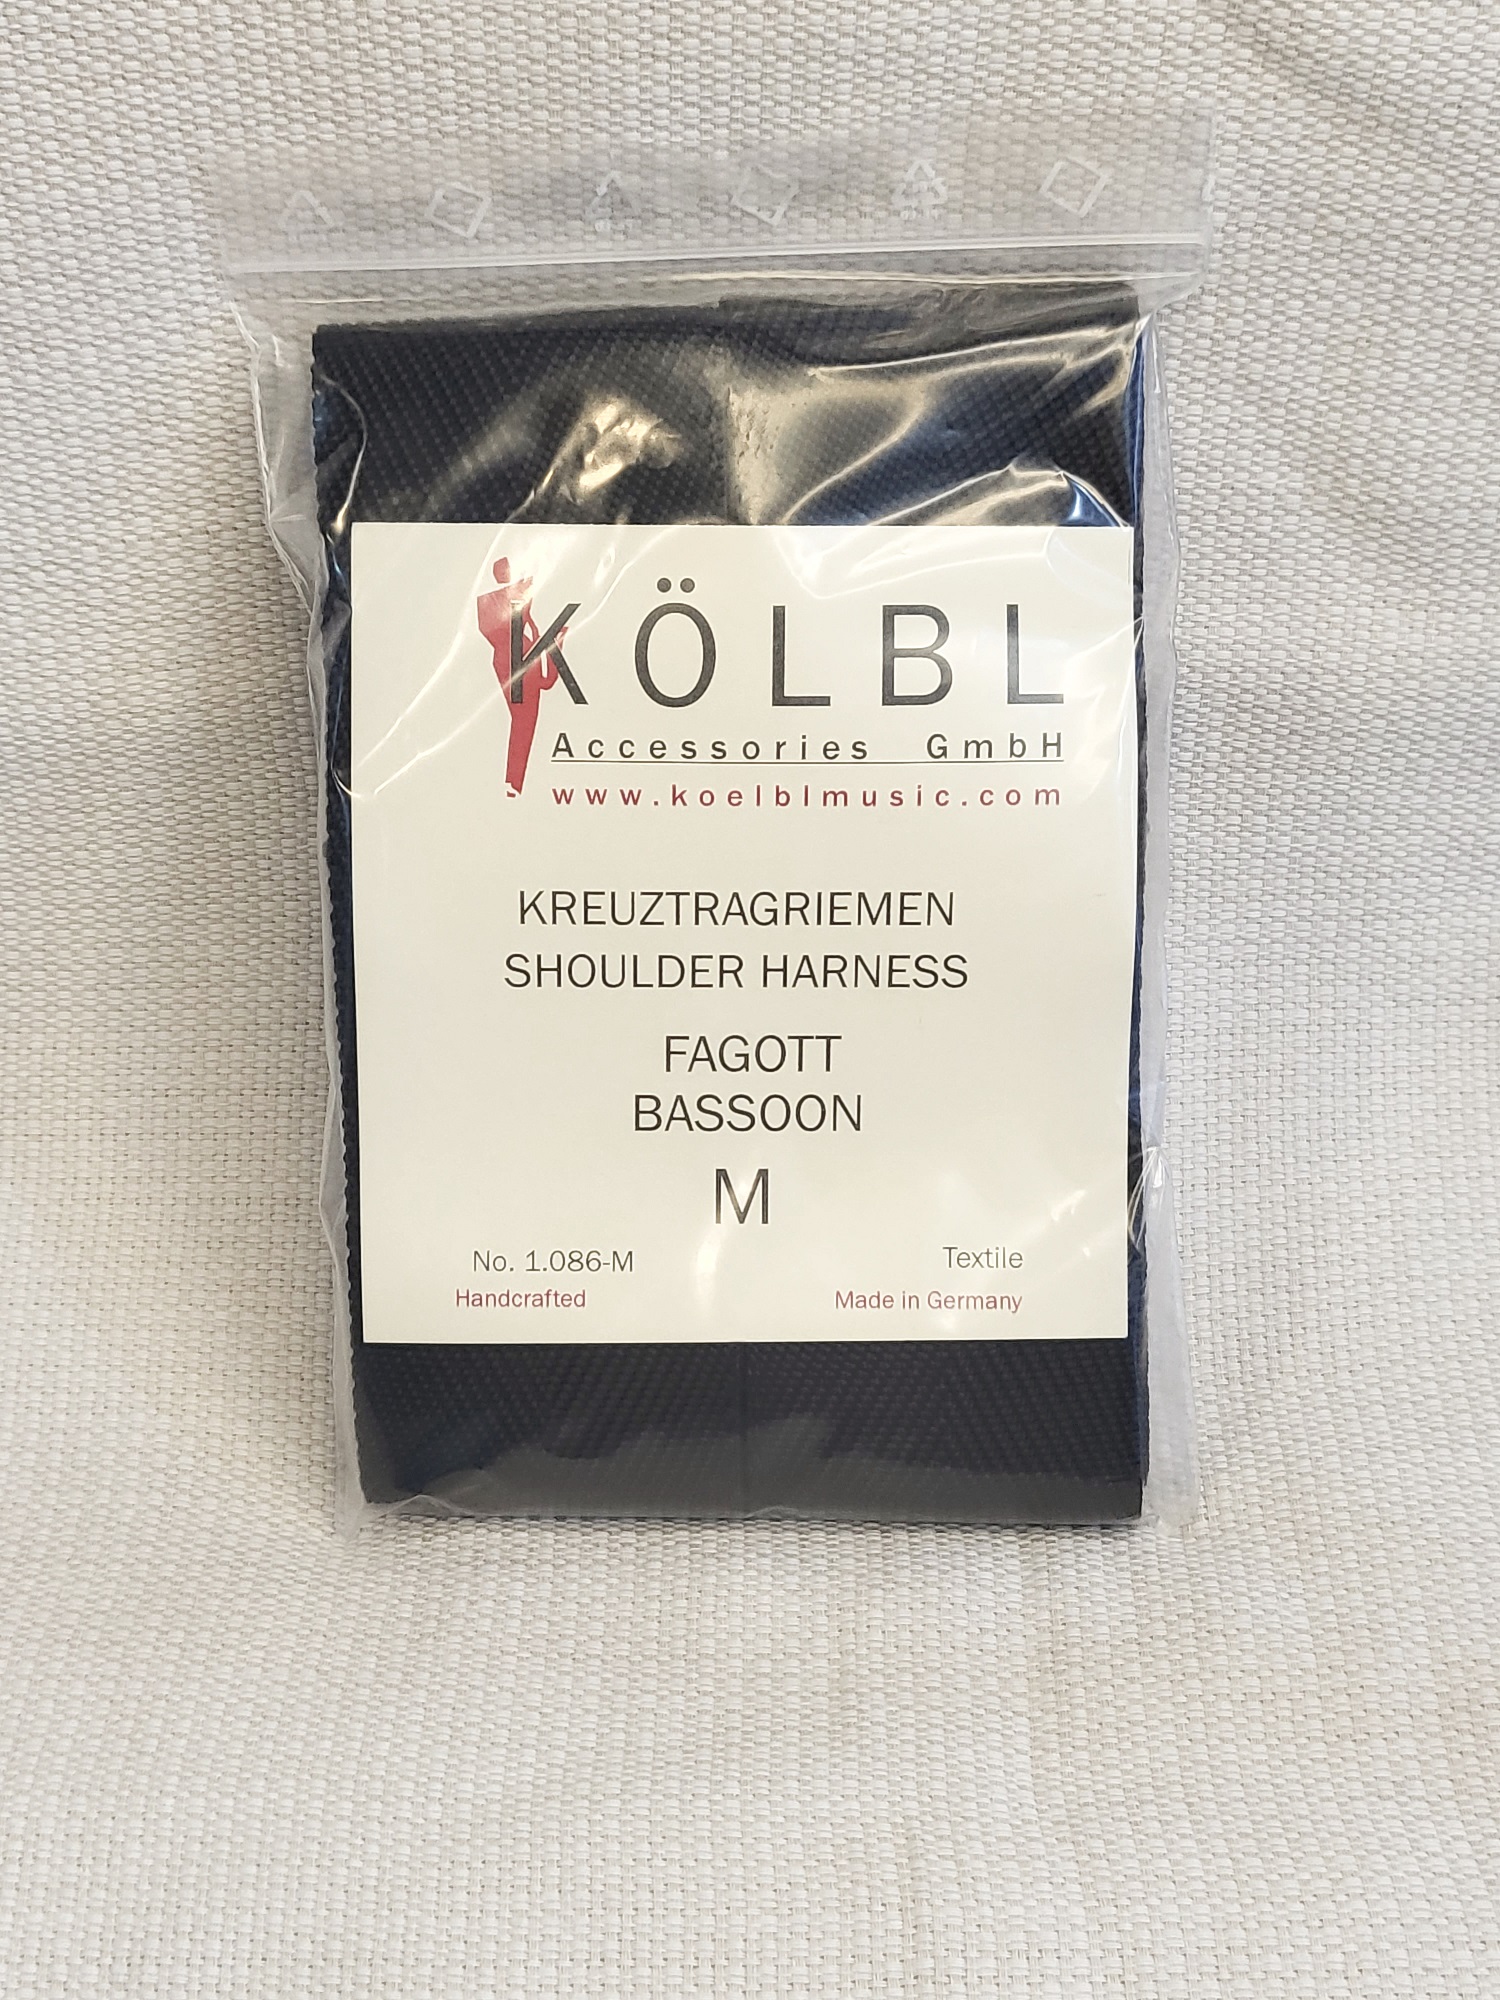 KÖLBL
Accessories GmbH
www.koelblmusic.com
KREUZTRAGRIEMEN
SHOULDER HARNESS
FAGOTT
BASSOON
M
No. 1.086-M
Textile
Handcrafted
Made in Germany